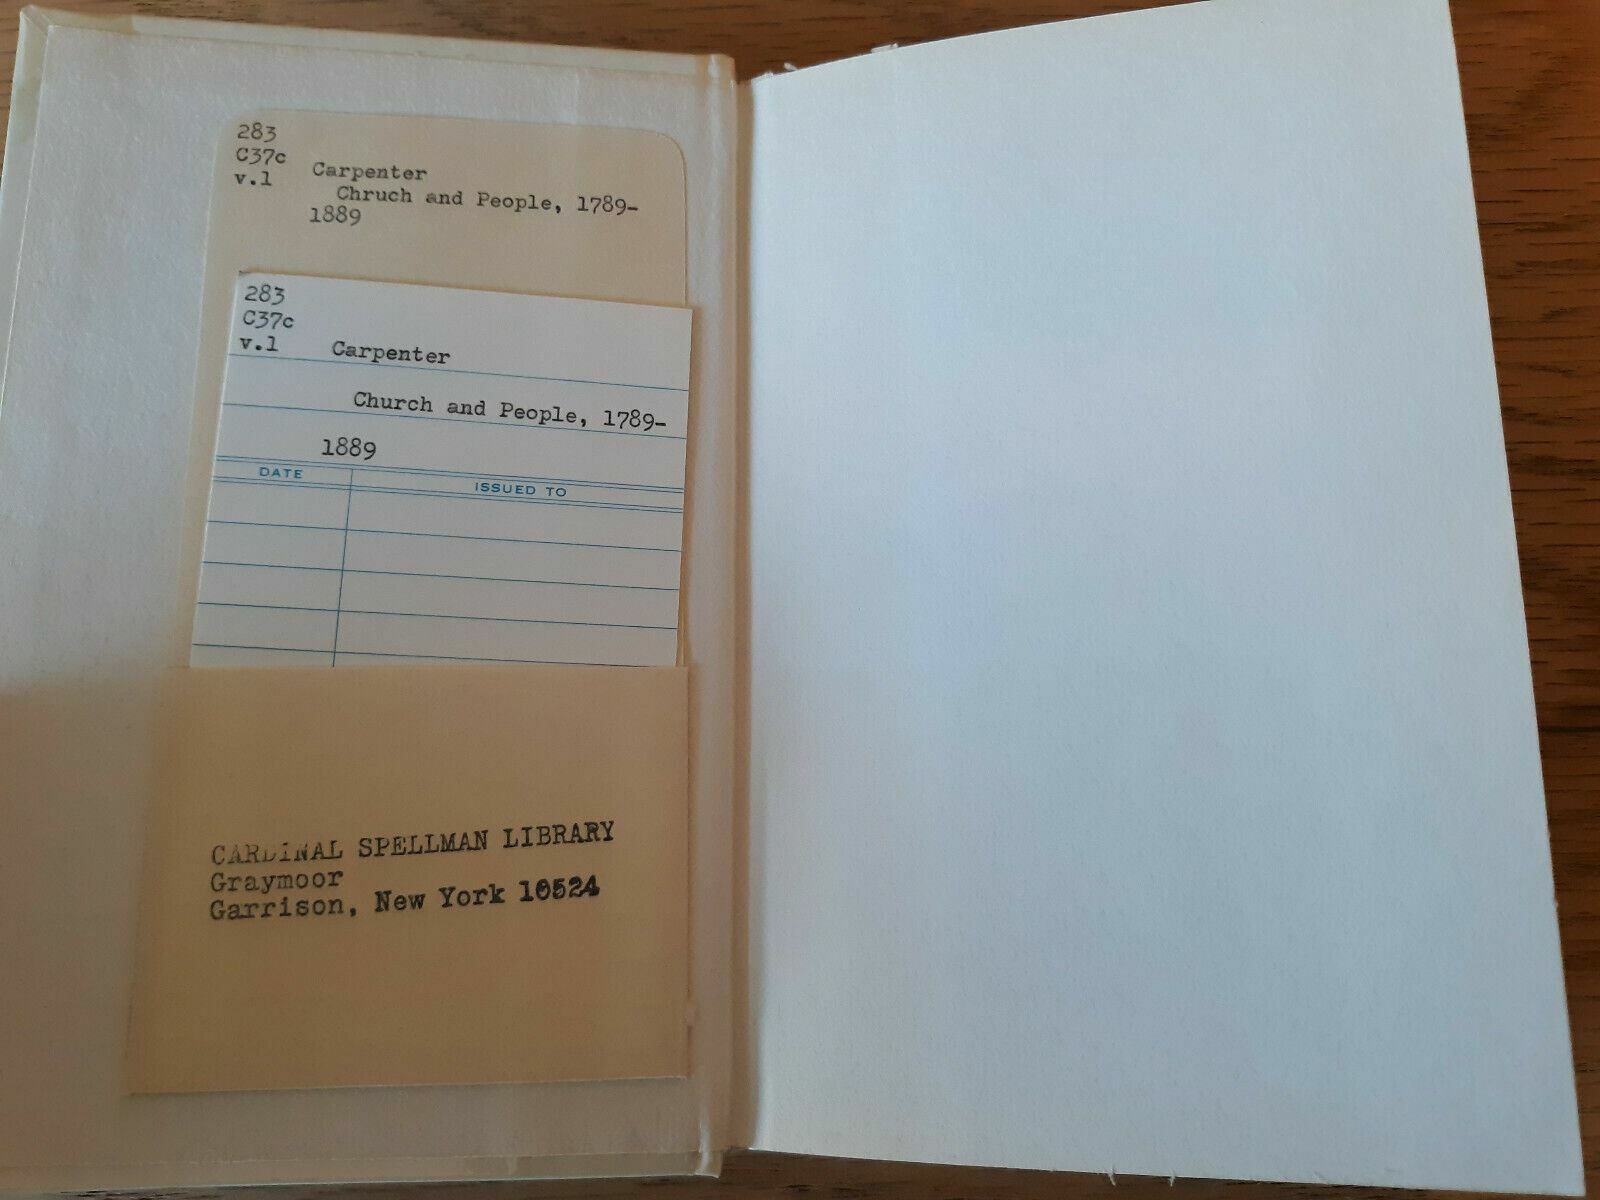 283
C37c
v.1 Carpenter
Chruch and People, 1789-
1889
283
C37c
v.1 Carpenter
Church and People, 1789-
1889
DATE ISSUED TO
CARDINAL SPELLMAN LIBRARY
Graymoor
Garrison, New York 10524